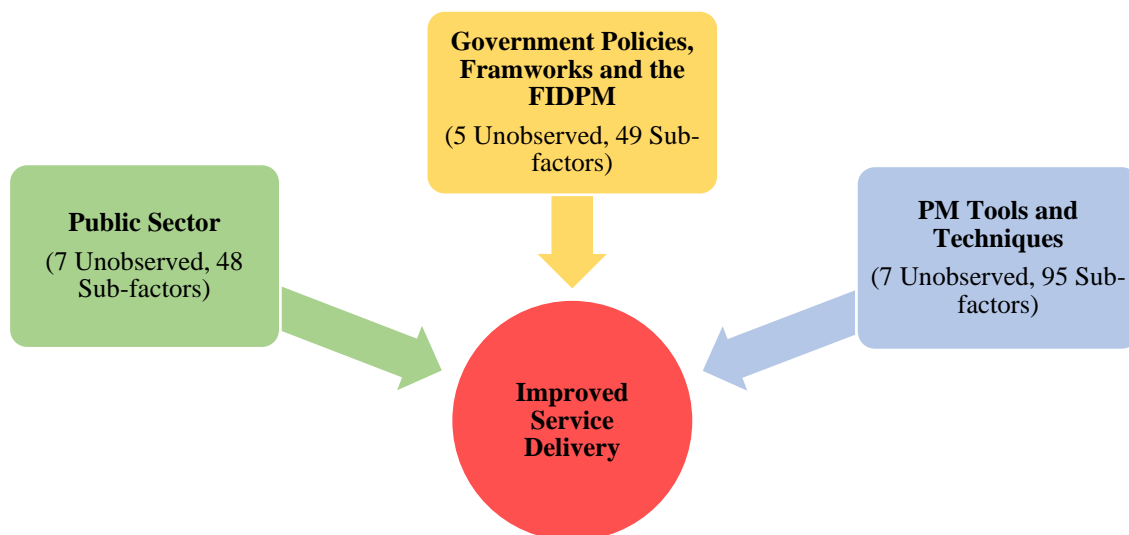 Government Policies,
Framworks and the
FIDPM
(5 Unobserved, 49 Sub-
factors)
Public Sector
(7 Unobserved, 48
Sub-factors)
PM Tools and
Techniques
(7 Unobserved, 95 Sub-
factors)
Improved
Service
Delivery